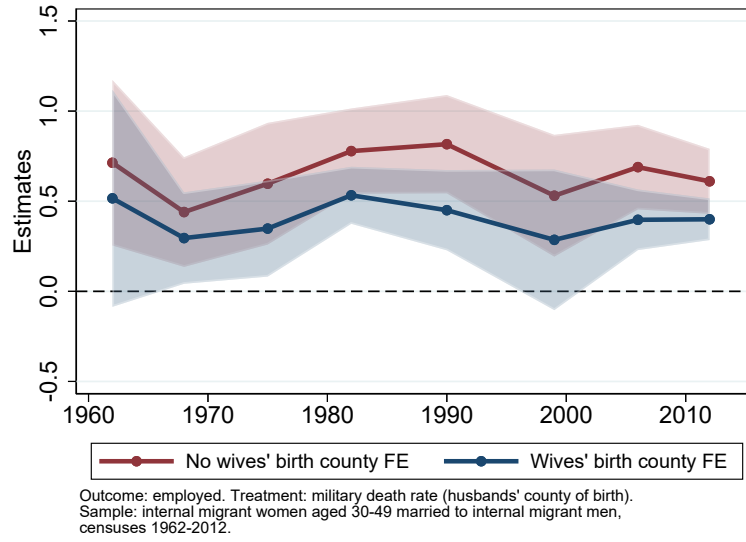 1.5
1.0
0.5
0.0
-0.5
Estimates
1960 1970 1980 1990 2000 2010
No wives' birth county FE Wives' birth county FE
Outcome: employed. Treatment: military death rate (husbands' county of birth).
Sample: internal migrant women aged 30-49 married to internal migrant men,
censuses 1962-2012.